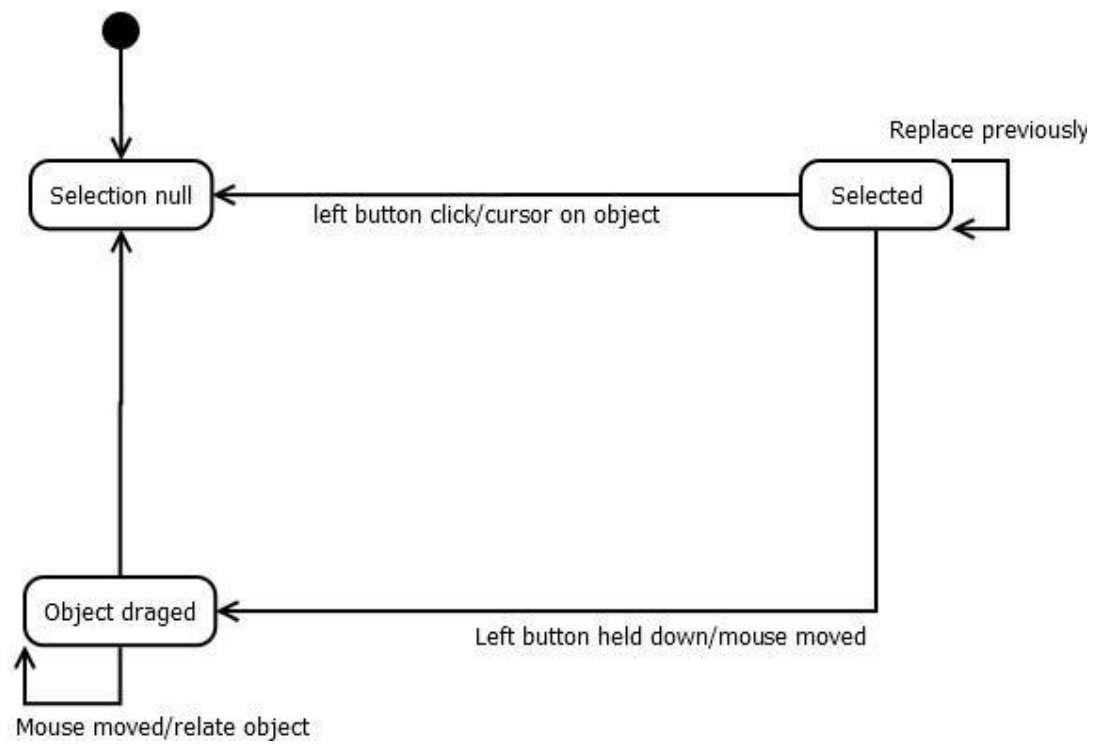 Replace previously
Selection null
Selected
left button click/cursor on object
Object draged
Left button held down/mouse moved
Mouse moved/relate object